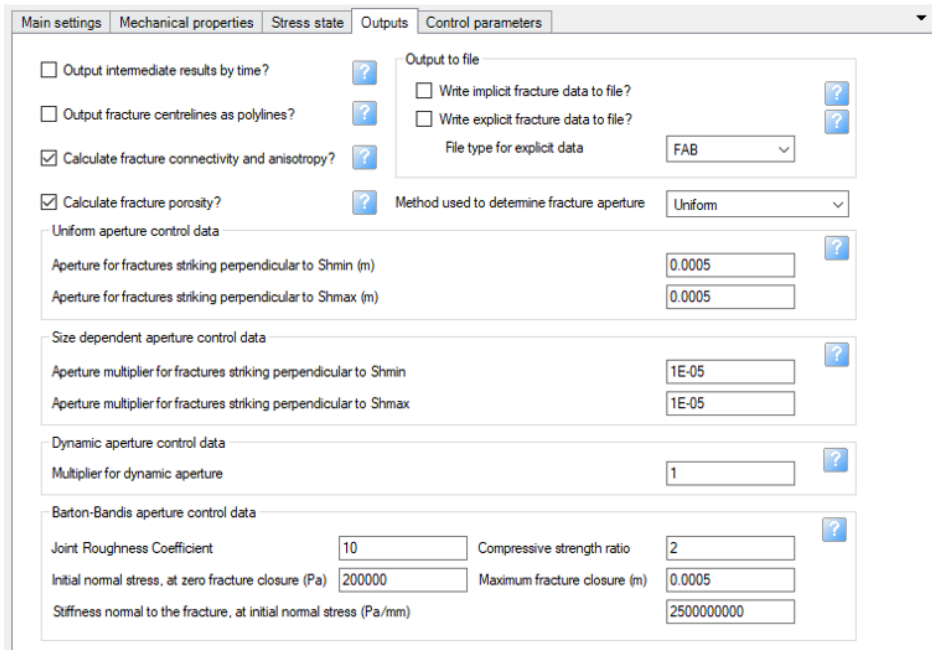 Main settings Mechanical properties Stress state Outputs Control parameters
Output intermediate results by time? ?
Output fracture centrelines as polylines? ?
Calculate fracture connectivity and anisotropy? ?
Output to file
Write implicit fracture data to file? ?
Write explicit fracture data to file? ?
File type for explicit data FAB
Calculate fracture porosity? ? Method used to determine fracture aperture Uniform
Uniform aperture control data ?
Aperture for fractures striking perpendicular to Shmin (m) 0.0005
Aperture for fractures striking perpendicular to Shmax (m) 0.0005
Size dependent aperture control data ?
Aperture multiplier for fractures striking perpendicular to Shmin 1E-05
Aperture multiplier for fractures striking perpendicular to Shmax 1E-05
Dynamic aperture control data ?
Multiplier for dynamic aperture 1
Barton-Bandis aperture control data ?
Joint Roughness Coefficient 10 Compressive strength ratio 2
Initial normal stress, at zero fracture closure (Pa) 200000 Maximum fracture closure (m) 0.0005
Stiffness normal to the fracture, at initial normal stress (Pa/mm) 2500000000